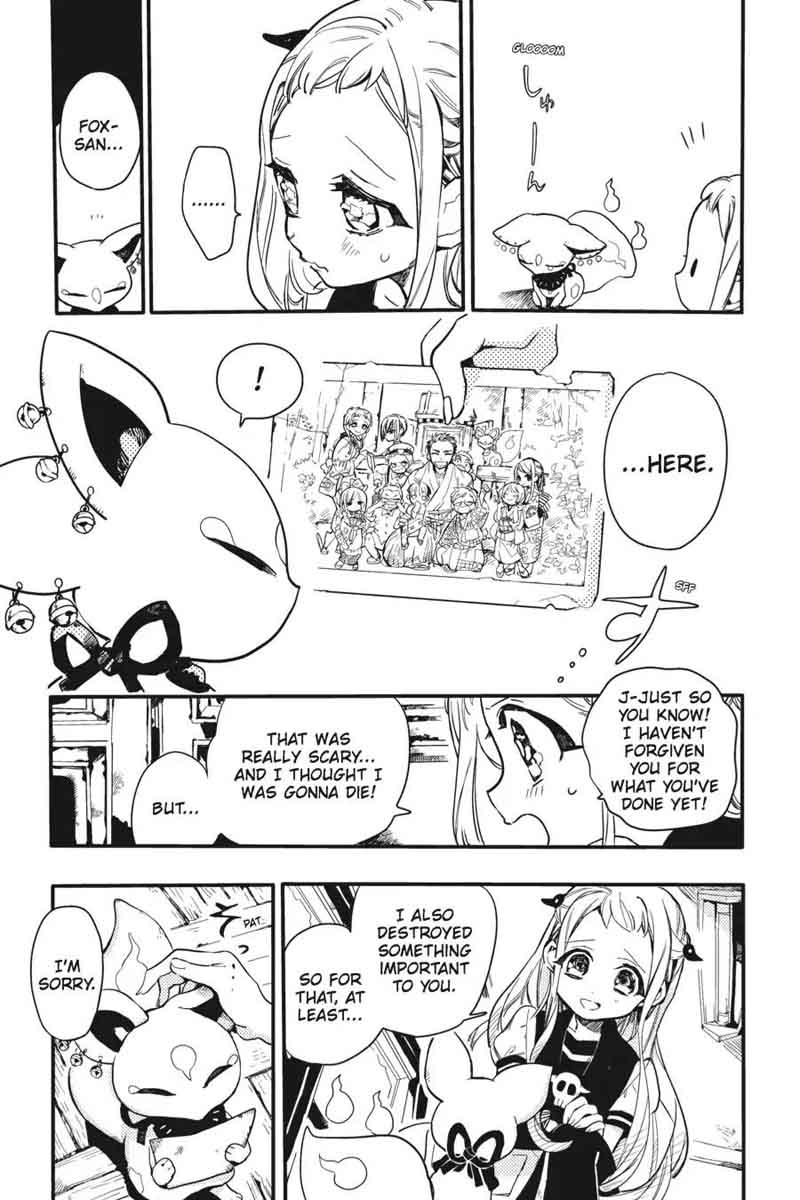 GLOOOOM
しゅーん
......
FOX-
SAN...
...HERE.
!
SFF
ス
J-JUST SO
YOU KNOW!
I HAVEN'T
FORGIVEN
YOU FOR
WHAT YOU'VE
DONE YET!
THAT WAS
REALLY SCARY...
AND I THOUGHT I
WAS GONNA DIE!
BUT...
I ALSO
DESTROYED
SOMETHING
IMPORTANT
TO YOU.
SO FOR
THAT, AT
LEAST...
PAT
I'M
SORRY.